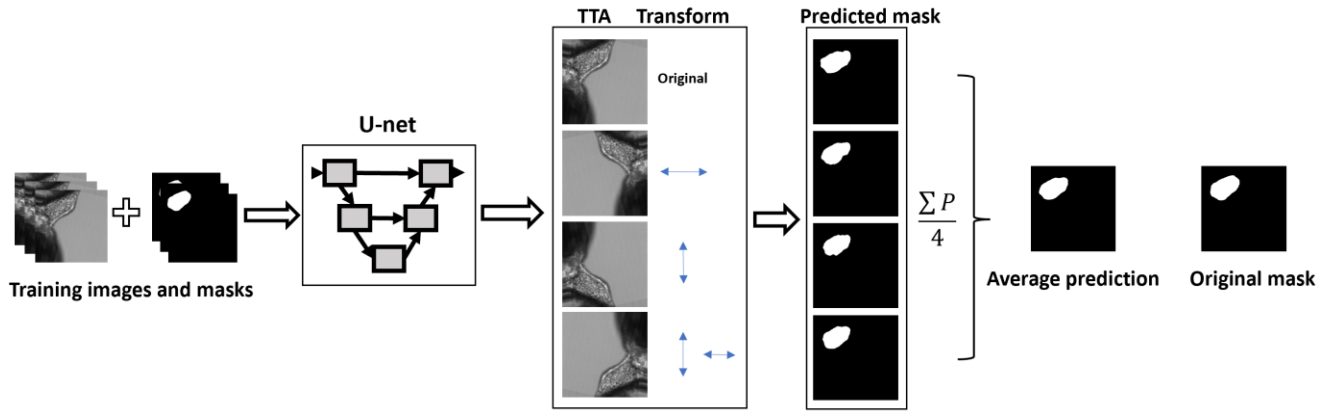 TTA Transform
Predicted mask
Original
U-net
∑ P
4
Training images and masks
Average prediction
Original mask